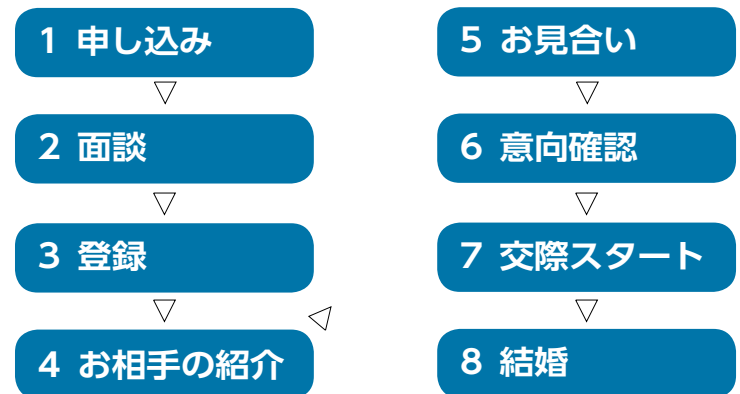 1 申し込み
2 面談
3 登録
4 お相手の紹介
5 お見合い
6 意向確認
7 交際スタート
8 結婚